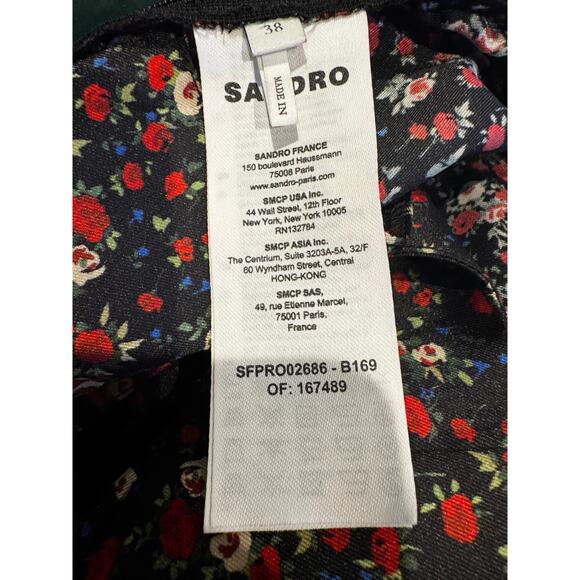 38
MADE IN
SANDRO
SANDRO FRANCE
150 boulevard Haussmann
75008 Paris
www.sandro-paris.com
SMCP USA Inc.
44 Wall Street, 12th Floor
New York, New York 10005
RN132784
SMCP ASIA Inc.
The Centrium, Suite 3203A-5A, 32/F
60 Wyndham Street, Central
HONG-KONG
SMCP SAS,
49, rue Etienne Marcel,
75001 Paris,
France
SFPRO02686 - B169
OF: 167489